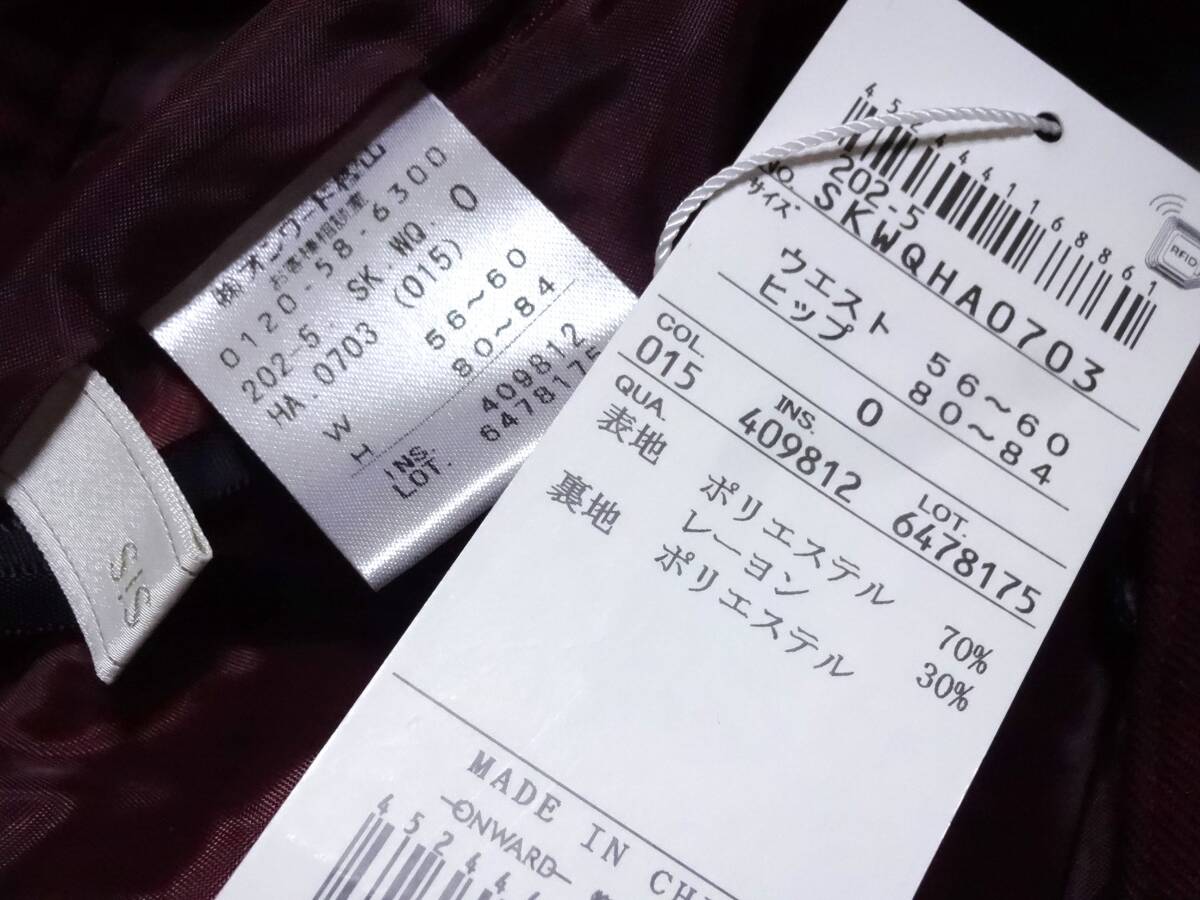 ㈱オンワード樫山
お客様相談室
0120-58-6300
202-5. SK.WQ. 0
HA.0703 (015)
W 56~60
H 80~84
INS. 409812
LOT. 6478175
SIS
202-5
NO. SKWQHA0703
サイズ
ウエスト 56~60
ヒップ 80~84
0
COL. INS. LOT.
015 409812 6478175
QUA.
表地 ポリエステル 70%
レーヨン 30%
裏地 ポリエステル
MADE IN
ONWARD
RFID